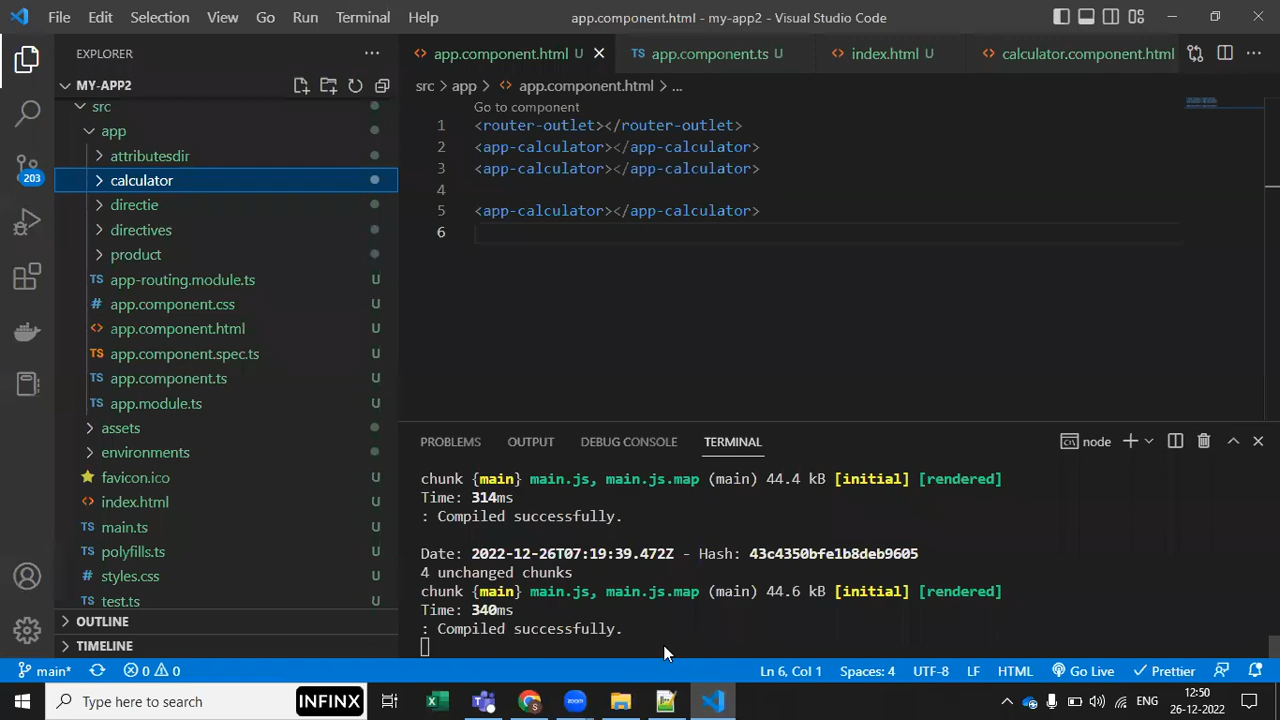 File Edit Selection View Go Run Terminal Help app.component.html - my-app2 - Visual Studio Code
EXPLORER
MY-APP2
src
app
attributesdir
calculator
directie
directives
product
TS app-routing.module.ts U
# app.component.css U
<> app.component.html U
TS app.component.spec.ts U
TS app.component.ts U
TS app.module.ts U
assets
environments
favicon.ico U
<> index.html U
TS main.ts U
TS polyfills.ts U
# styles.css U
TS test.ts U
OUTLINE
TIMELINE
203
<> app.component.html U TS app.component.ts U <> index.html U <> calculator.component.html
src > app > <> app.component.html > ...
Go to component
1 <router-outlet></router-outlet>
2 <app-calculator></app-calculator>
3 <app-calculator></app-calculator>
4
5 <app-calculator></app-calculator>
6
PROBLEMS OUTPUT DEBUG CONSOLE TERMINAL node
chunk {main} main.js, main.js.map (main) 44.4 kB [initial] [rendered]
Time: 314ms
: Compiled successfully.
Date: 2022-12-26T07:19:39.472Z - Hash: 43c4350bfe1b8deb9605
4 unchanged chunks
chunk {main} main.js, main.js.map (main) 44.6 kB [initial] [rendered]
Time: 340ms
: Compiled successfully.
main* 0 0 Ln 6, Col 1 Spaces: 4 UTF-8 LF HTML Go Live Prettier
Type here to search INFINX zoom ENG 12:50
26-12-2022